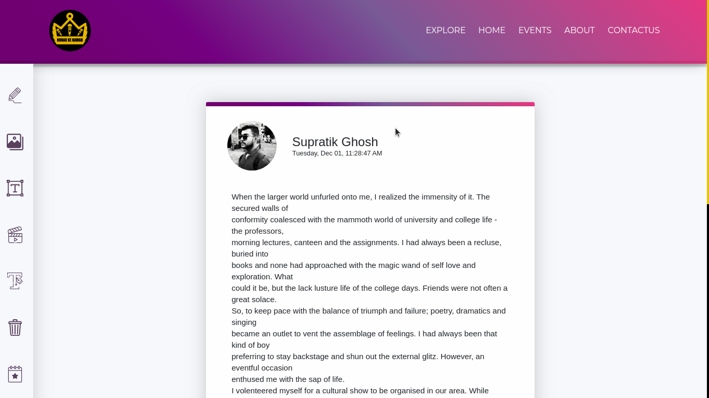 EXPLORE HOME EVENTS ABOUT CONTACTUS
Supratik Ghosh
Tuesday, Dec 01, 11:28:47 AM
When the larger world unfurled onto me, I realized the immensity of it. The
secured walls of
conformity coalesced with the mammoth world of university and college life -
the professors,
morning lectures, canteen and the assignments. I had always been a recluse,
buried into
books and none had approached with the magic wand of self love and
exploration. What
could it be, but the lack lusture life of the college days. Friends were not often a
great solace.
So, to keep pace with the balance of triumph and failure; poetry, dramatics and
singing
became an outlet to vent the assemblage of feelings. I had always been that
kind of boy
preferring to stay backstage and shun out the external glitz. However, an
eventful occasion
enthused me with the sap of life.
I volenteered myself for a cultural show to be organised in our area. While